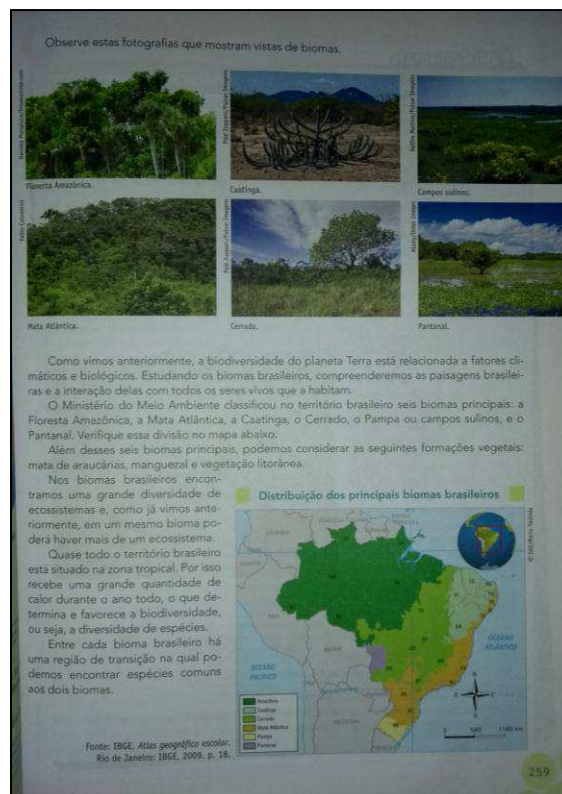 Observe estas fotografias que mostram vistas de biomas.
Floresta Amazônica.
Caatinga.
Campos sulinos.
Fabio Colombini
Mata Atlântica.
Cerrado.
Pantanal.
Como vimos anteriormente, a biodiversidade do planeta Terra está relacionada a fatores cli-
máticos e biológicos. Estudando os biomas brasileiros, compreenderemos as paisagens brasilei-
ras e a interação delas com todos os seres vivos que a habitam.
O Ministério do Meio Ambiente classificou no território brasileiro seis biomas principais: a
Floresta Amazônica, a Mata Atlântica, a Caatinga, o Cerrado, o Pampa ou campos sulinos, e o
Pantanal. Verifique essa divisão no mapa abaixo.
Além desses seis biomas principais, podemos considerar as seguintes formações vegetais:
mata de araucárias, manguezal e vegetação litorânea.
Nos biomas brasileiros encon-
tramos uma grande diversidade de
ecossistemas e, como já vimos ante-
riormente, em um mesmo bioma po-
derá haver mais de um ecossistema.
Quase todo o território brasileiro
está situado na zona tropical. Por isso
recebe uma grande quantidade de
calor durante o ano todo, o que de-
termina e favorece a biodiversidade,
ou seja, a diversidade de espécies.
Entre cada bioma brasileiro há
uma região de transição na qual po-
demos encontrar espécies comuns
aos dois biomas.
Distribuição dos principais biomas brasileiros
OCEANO
ATLÂNTICO
OCEANO
PACÍFICO
Amazônia
Caatinga
Cerrado
Mata Atlântica
Pampa
Pantanal
0 590 1180 km
Fonte: IBGE. Atlas geográfico escolar.
Rio de Janeiro: IBGE, 2009. p. 18.
259